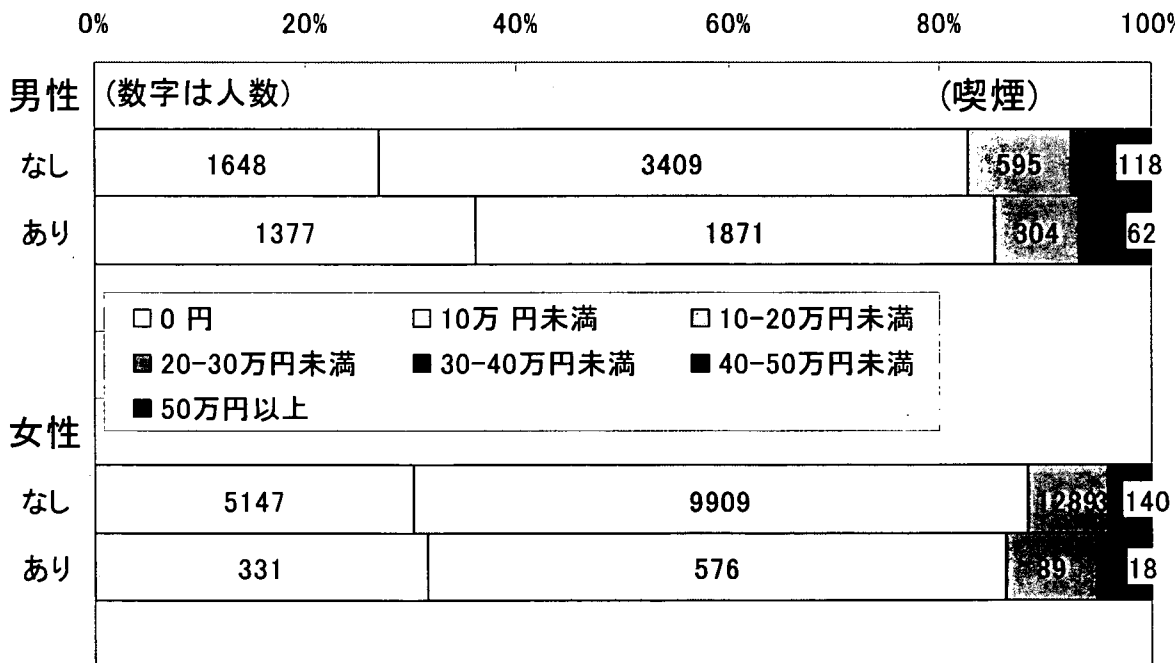 0% 20% 40% 60% 80% 100%
男性 (数字は人数) (喫煙)
なし 1648 3409 595 118
あり 1377 1871 304 62
□ 0 円 □ 10万 円未満 □ 10-20万円未満
■ 20-30万円未満 ■ 30-40万円未満 ■ 40-50万円未満
■ 50万円以上
女性
なし 5147 9909 1289 140
あり 331 576 89 18